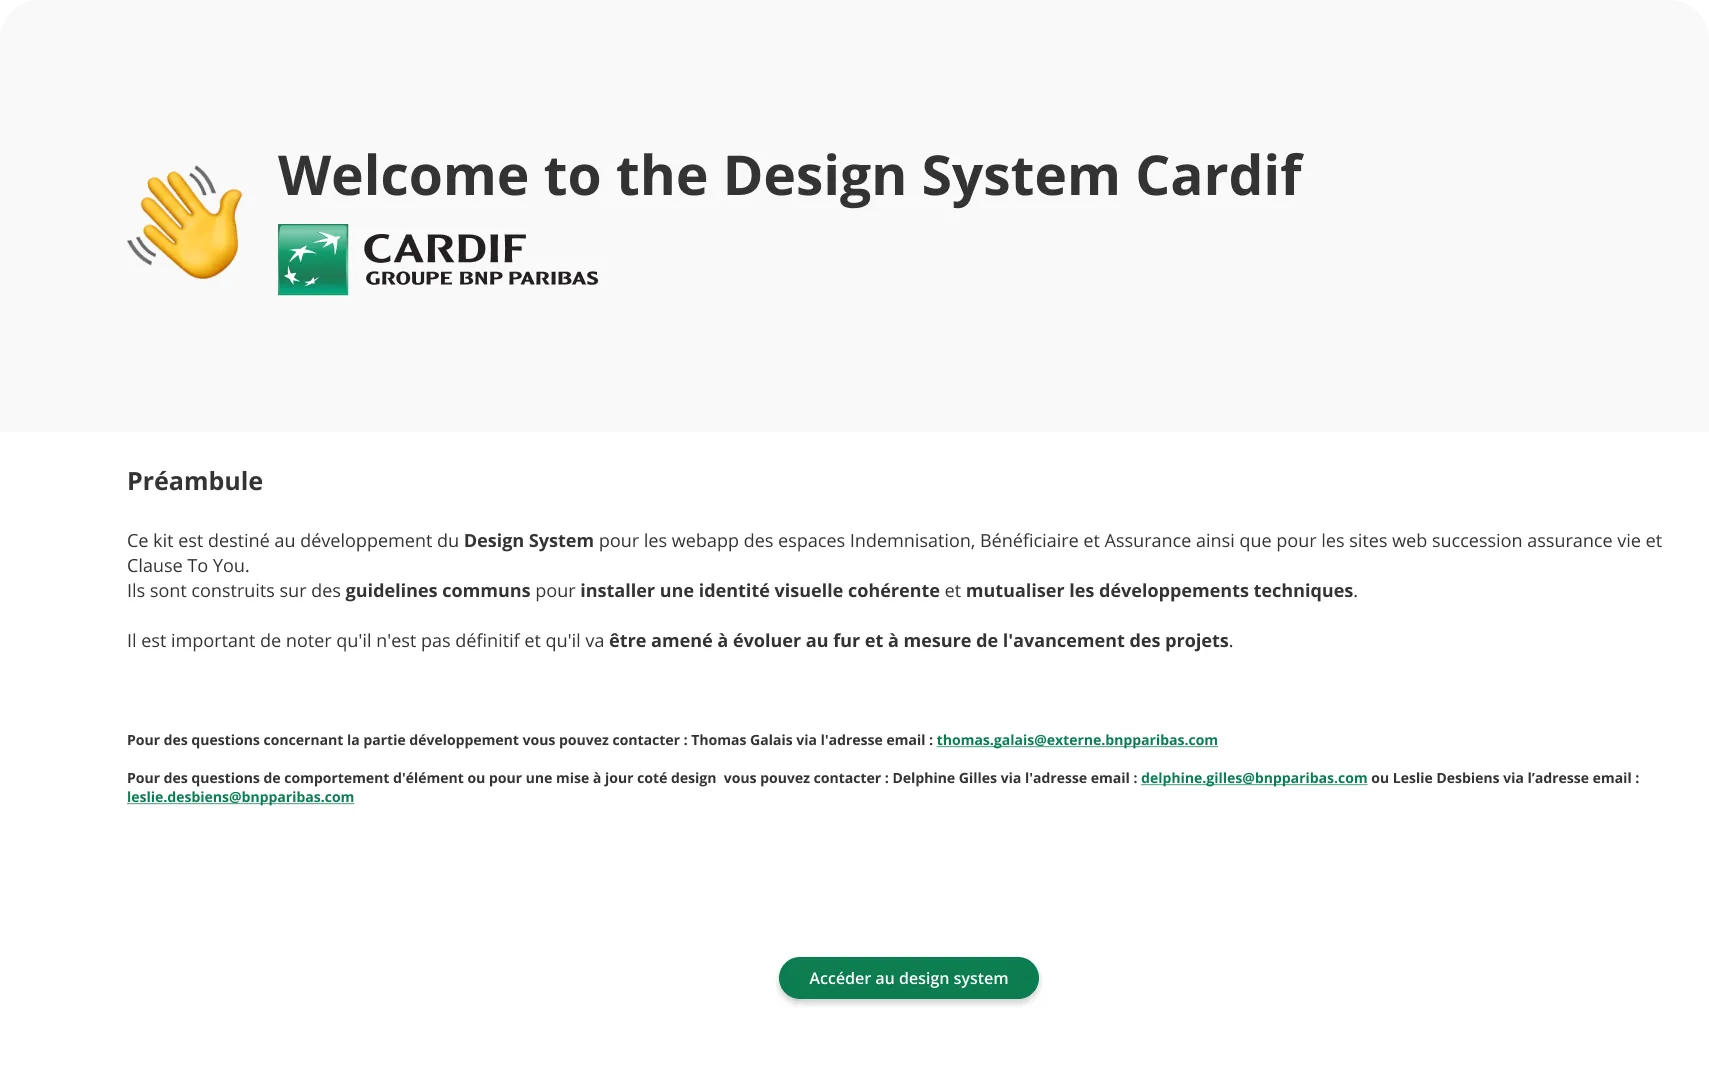 Welcome to the Design System Cardif
CARDIF
GROUPE BNP PARIBAS
Préambule
Ce kit est destiné au développement du Design System pour les webapp des espaces Indemnisation, Bénéficiaire et Assurance ainsi que pour les sites web succession assurance vie et
Clause To You.
Ils sont construits sur des guidelines communs pour installer une identité visuelle cohérente et mutualiser les développements techniques.
Il est important de noter qu'il n'est pas définitif et qu'il va être amené à évoluer au fur et à mesure de l'avancement des projets.
Pour des questions concernant la partie développement vous pouvez contacter : Thomas Galais via l'adresse email : thomas.galais@externe.bnpparibas.com
Pour des questions de comportement d'élément ou pour une mise à jour coté design  vous pouvez contacter : Delphine Gilles via l'adresse email : delphine.gilles@bnpparibas.com ou Leslie Desbiens via l’adresse email :
leslie.desbiens@bnpparibas.com
Accéder au design system